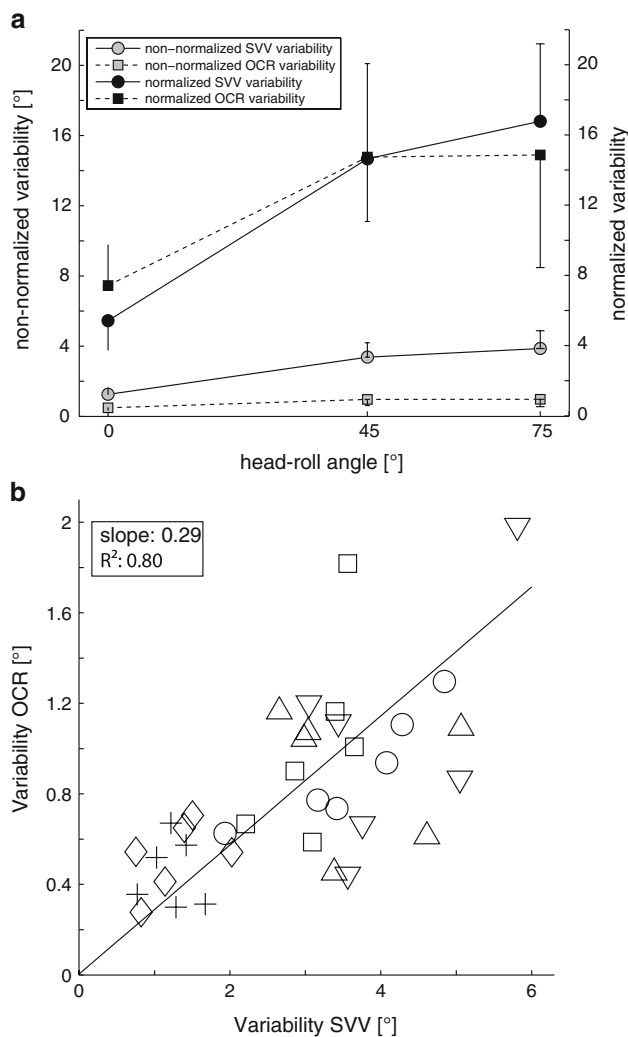 a
non-normalized SVV variability
non-normalized OCR variability
normalized SVV variability
normalized OCR variability
non-normalized variability [°]
20
16
12
8
4
0
normalized variability
20
16
12
8
4
0
0 45 75
head-roll angle [°]
b
slope: 0.29
R²: 0.80
Variability OCR [°]
2
1.6
1.2
0.8
0.4
0
0 2 4 6
Variability SVV [°]